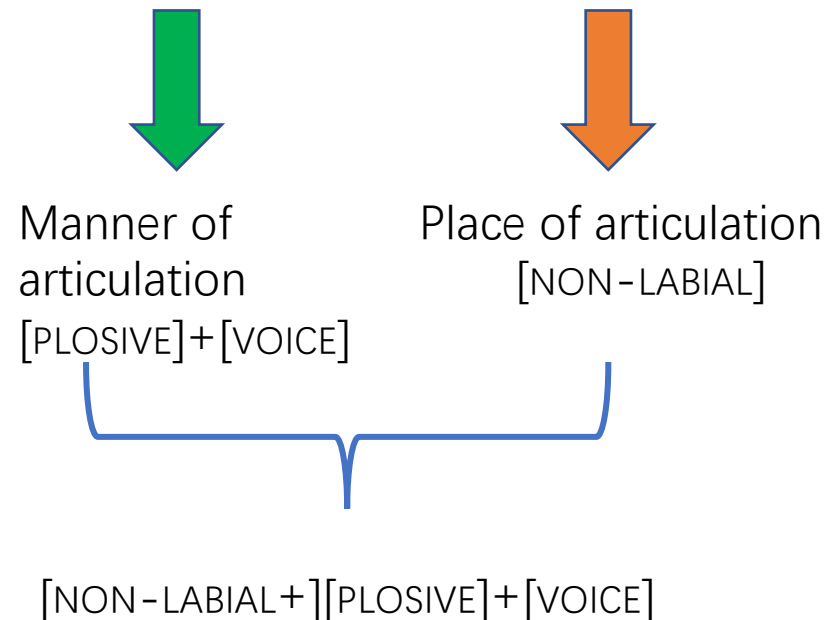 Manner of
articulation
[PLOSIVE]+[VOICE]
Place of articulation
[NON-LABIAL]
[NON-LABIAL+][PLOSIVE]+[VOICE]